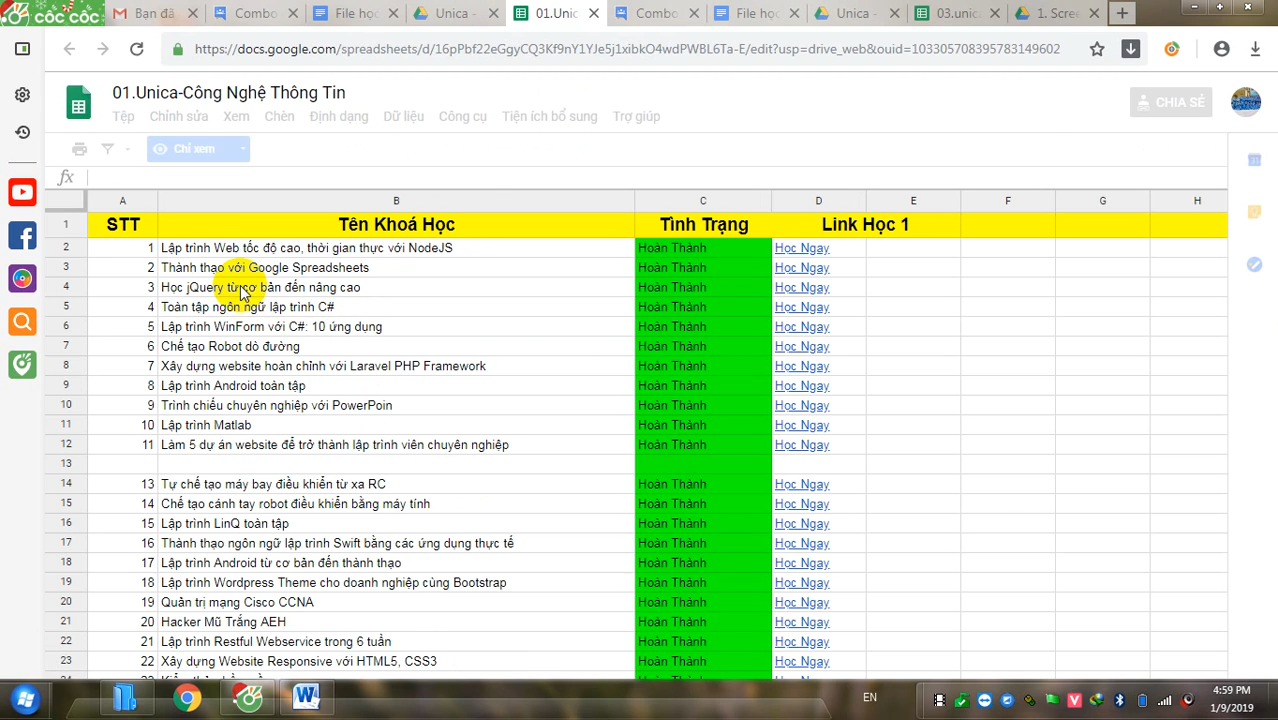 cốc cốc
Bạn đã
Combo
File học
Unica -
01.Unic
Combo
File học
Unica
03.unic
1. Scree
https://docs.google.com/spreadsheets/d/16pPbf22eGgyCQ3Kf9nY1YJe5j1xibkO4wdPWBL6Ta-E/edit?usp=drive_web&ouid=103305708395783149602
01.Unica-Công Nghệ Thông Tin
CHIA SẺ
Tệp Chỉnh sửa Xem Chèn Định dạng Dữ liệu Công cụ Tiện ích bổ sung Trợ giúp
Chỉ xem
fx
A B C D E F G H
1 STT Tên Khoá Học Tình Trạng Link Học 1
2 1 Lập trình Web tốc độ cao, thời gian thực với NodeJS Hoàn Thành Học Ngay
3 2 Thành thạo với Google Spreadsheets Hoàn Thành Học Ngay
4 3 Học jQuery từ cơ bản đến nâng cao Hoàn Thành Học Ngay
5 4 Toàn tập ngôn ngữ lập trình C# Hoàn Thành Học Ngay
6 5 Lập trình WinForm với C#: 10 ứng dụng Hoàn Thành Học Ngay
7 6 Chế tạo Robot dò đường Hoàn Thành Học Ngay
8 7 Xây dựng website hoàn chỉnh với Laravel PHP Framework Hoàn Thành Học Ngay
9 8 Lập trình Android toàn tập Hoàn Thành Học Ngay
10 9 Trình chiếu chuyên nghiệp với PowerPoin Hoàn Thành Học Ngay
11 10 Lập trình Matlab Hoàn Thành Học Ngay
12 11 Làm 5 dự án website để trở thành lập trình viên chuyên nghiệp Hoàn Thành Học Ngay
13
14 13 Tự chế tạo máy bay điều khiển từ xa RC Hoàn Thành Học Ngay
15 14 Chế tạo cánh tay robot điều khiển bằng máy tính Hoàn Thành Học Ngay
16 15 Lập trình LinQ toàn tập Hoàn Thành Học Ngay
17 16 Thành thạo ngôn ngữ lập trình Swift bằng các ứng dụng thực tế Hoàn Thành Học Ngay
18 17 Lập trình Android từ cơ bản đến thành thạo Hoàn Thành Học Ngay
19 18 Lập trình Wordpress Theme cho doanh nghiệp cùng Bootstrap Hoàn Thành Học Ngay
20 19 Quản trị mạng Cisco CCNA Hoàn Thành Học Ngay
21 20 Hacker Mũ Trắng AEH Hoàn Thành Học Ngay
22 21 Lập trình Restful Webservice trong 6 tuần Hoàn Thành Học Ngay
23 22 Xây dựng Website Responsive với HTML5, CSS3 Hoàn Thành Học Ngay
EN
4:59 PM
1/9/2019